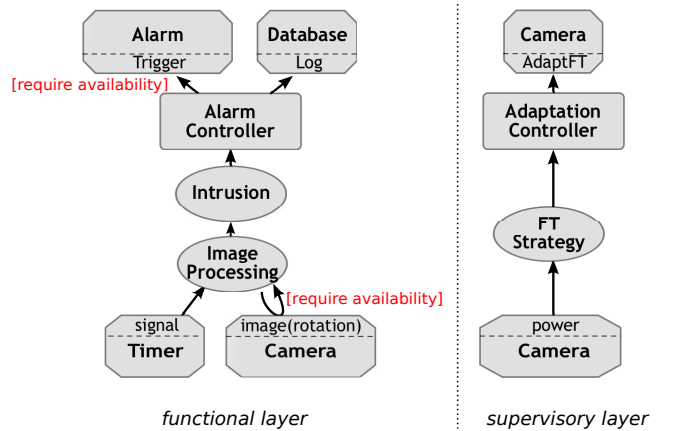 Alarm
Trigger
Database
Log
[require availability]
Alarm
Controller
Intrusion
Image
Processing
[require availability]
signal
Timer
image(rotation)
Camera
functional layer
Camera
AdaptFT
Adaptation
Controller
FT
Strategy
power
Camera
supervisory layer